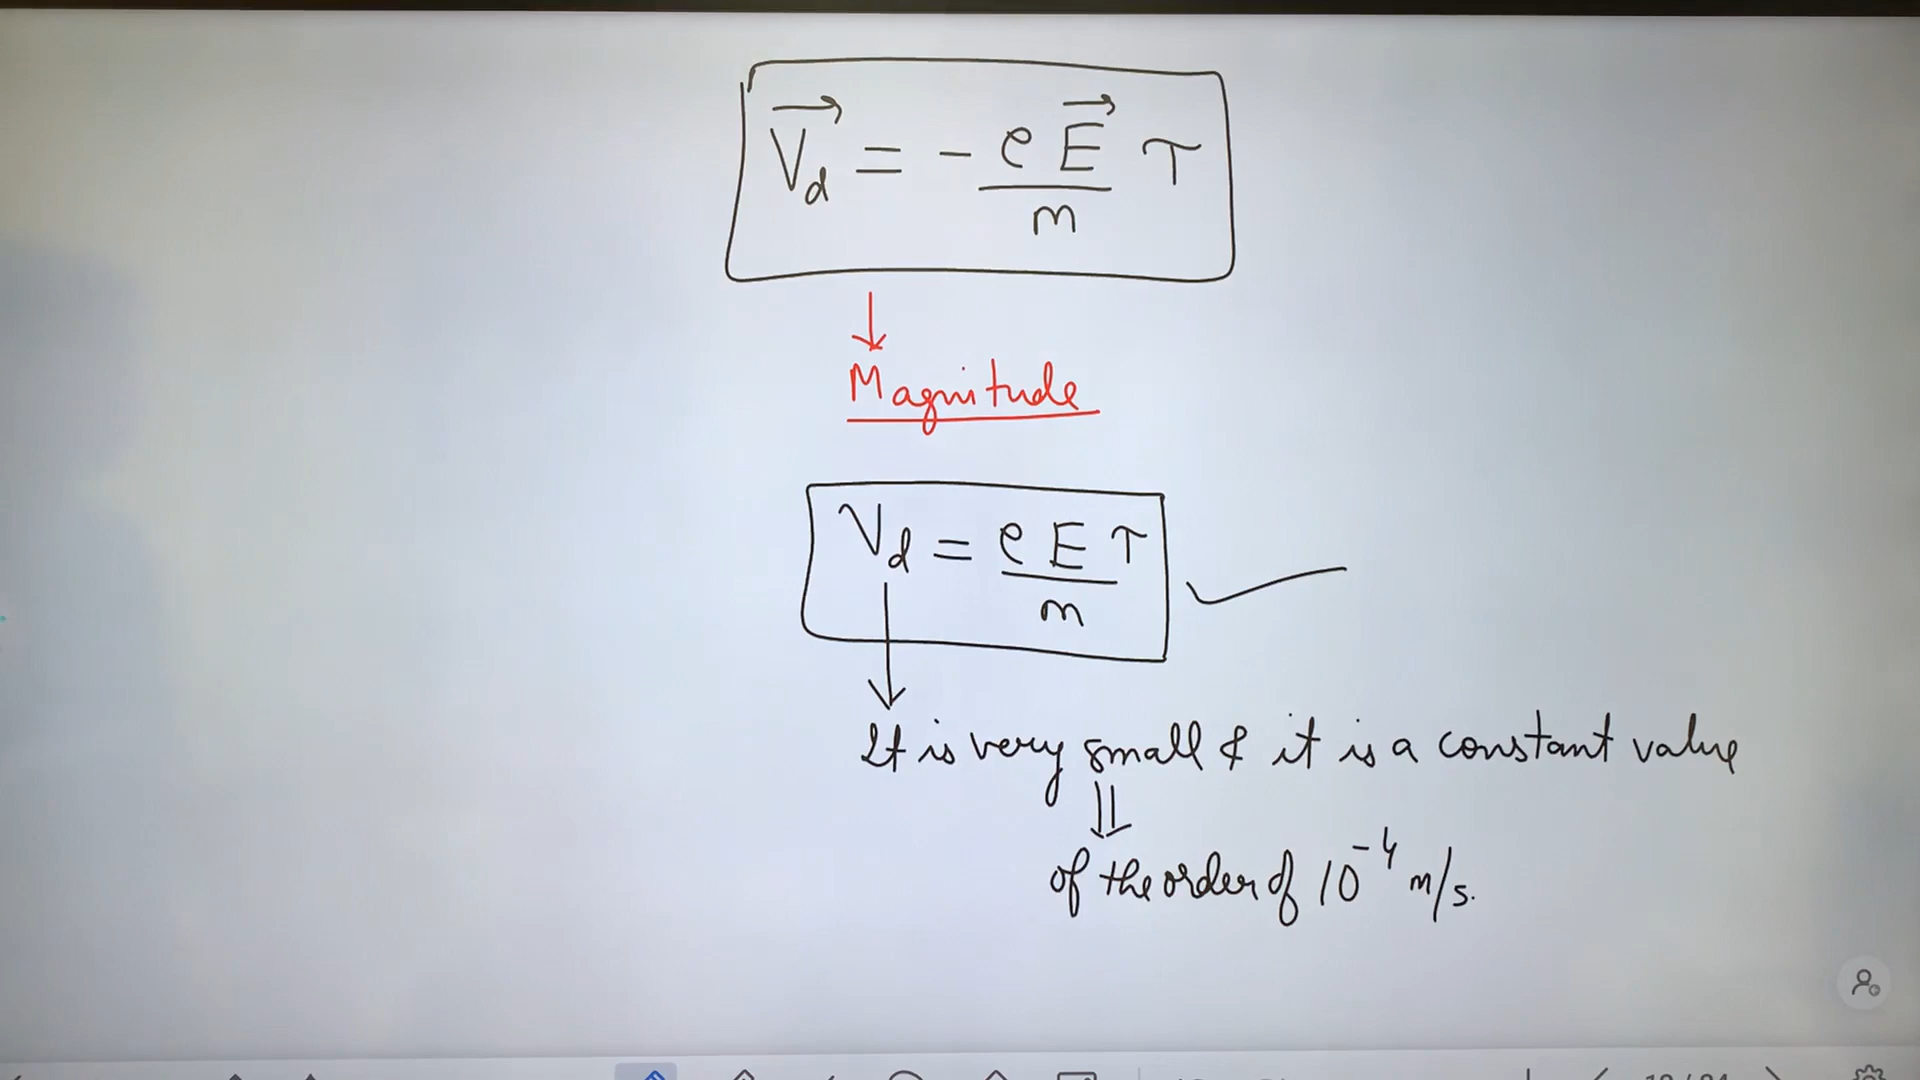 V⃗d = - eE⃗/m τ
Magnitude
Vd = eEτ/m
It is very small & it is a constant value
of the order of 10⁻⁴ m/s.